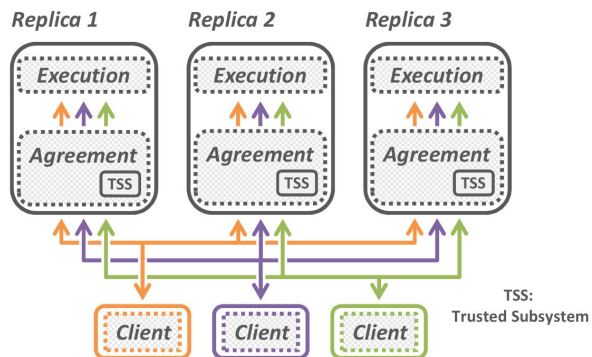 Replica 1
Replica 2
Replica 3
Execution
Execution
Execution
Agreement
Agreement
Agreement
TSS
TSS
TSS
TSS:
Trusted Subsystem
Client
Client
Client